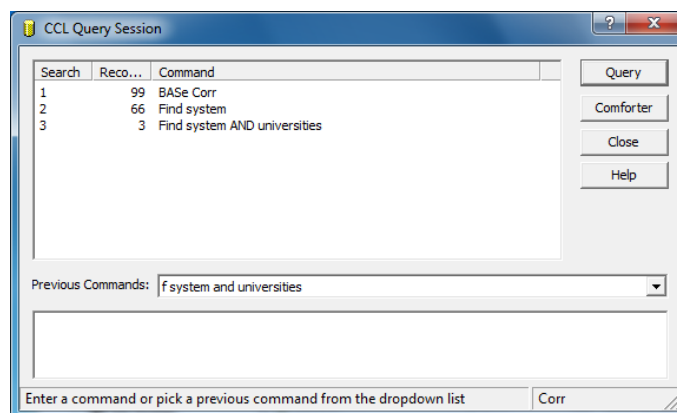 CCL Query Session
Search Reco... Command
1 99 BASe Corr
2 66 Find system
3 3 Find system AND universities
Query
Comforter
Close
Help
Previous Commands: f system and universities
Enter a command or pick a previous command from the dropdown list Corr